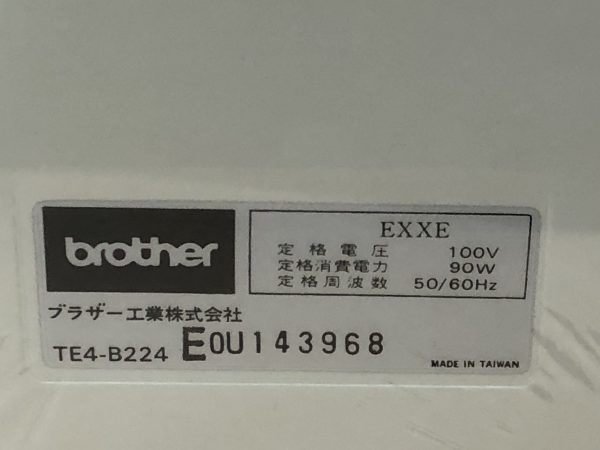 brother
EXXE
定格電圧 100V
定格消費電力 90W
定格周波数 50/60Hz
ブラザー工業株式会社
TE4-B224 E0U143968
MADE IN TAIWAN